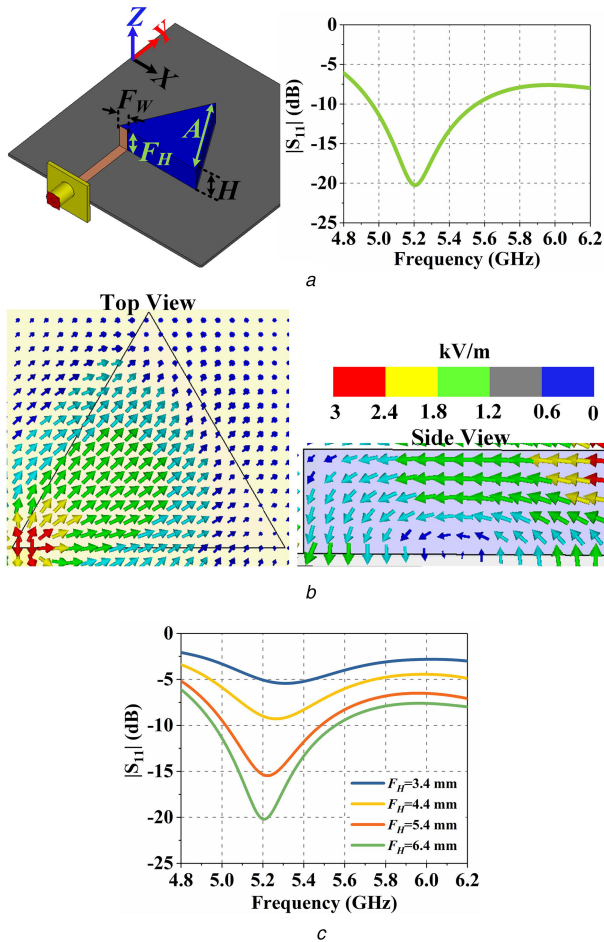 Z
Y
X
F_W
A
F_H
H
0
-5
-10
-15
-20
-25
|S₁₁| (dB)
4.8 5.0 5.2 5.4 5.6 5.8 6.0 6.2
Frequency (GHz)
a
Top View
kV/m
3 2.4 1.8 1.2 0.6 0
Side View
b
0
-5
-10
-15
-20
-25
|S₁₁| (dB)
F_H=3.4 mm
F_H=4.4 mm
F_H=5.4 mm
F_H=6.4 mm
4.8 5.0 5.2 5.4 5.6 5.8 6.0 6.2
Frequency (GHz)
c